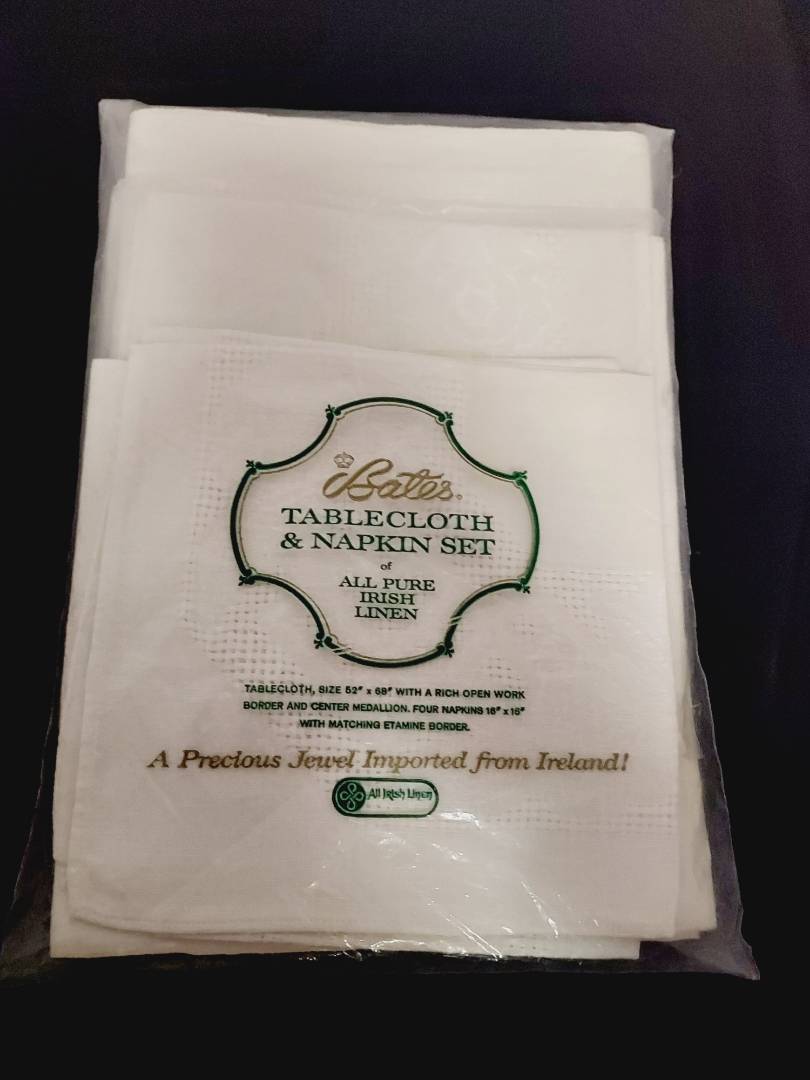 Bates.
TABLECLOTH
& NAPKIN SET
of
ALL PURE
IRISH
LINEN
TABLECLOTH, SIZE 52" x 68" WITH A RICH OPEN WORK
BORDER AND CENTER MEDALLION. FOUR NAPKINS 16" x 16"
WITH MATCHING ETAMINE BORDER.
A Precious Jewel Imported from Ireland!
All Irish Linen